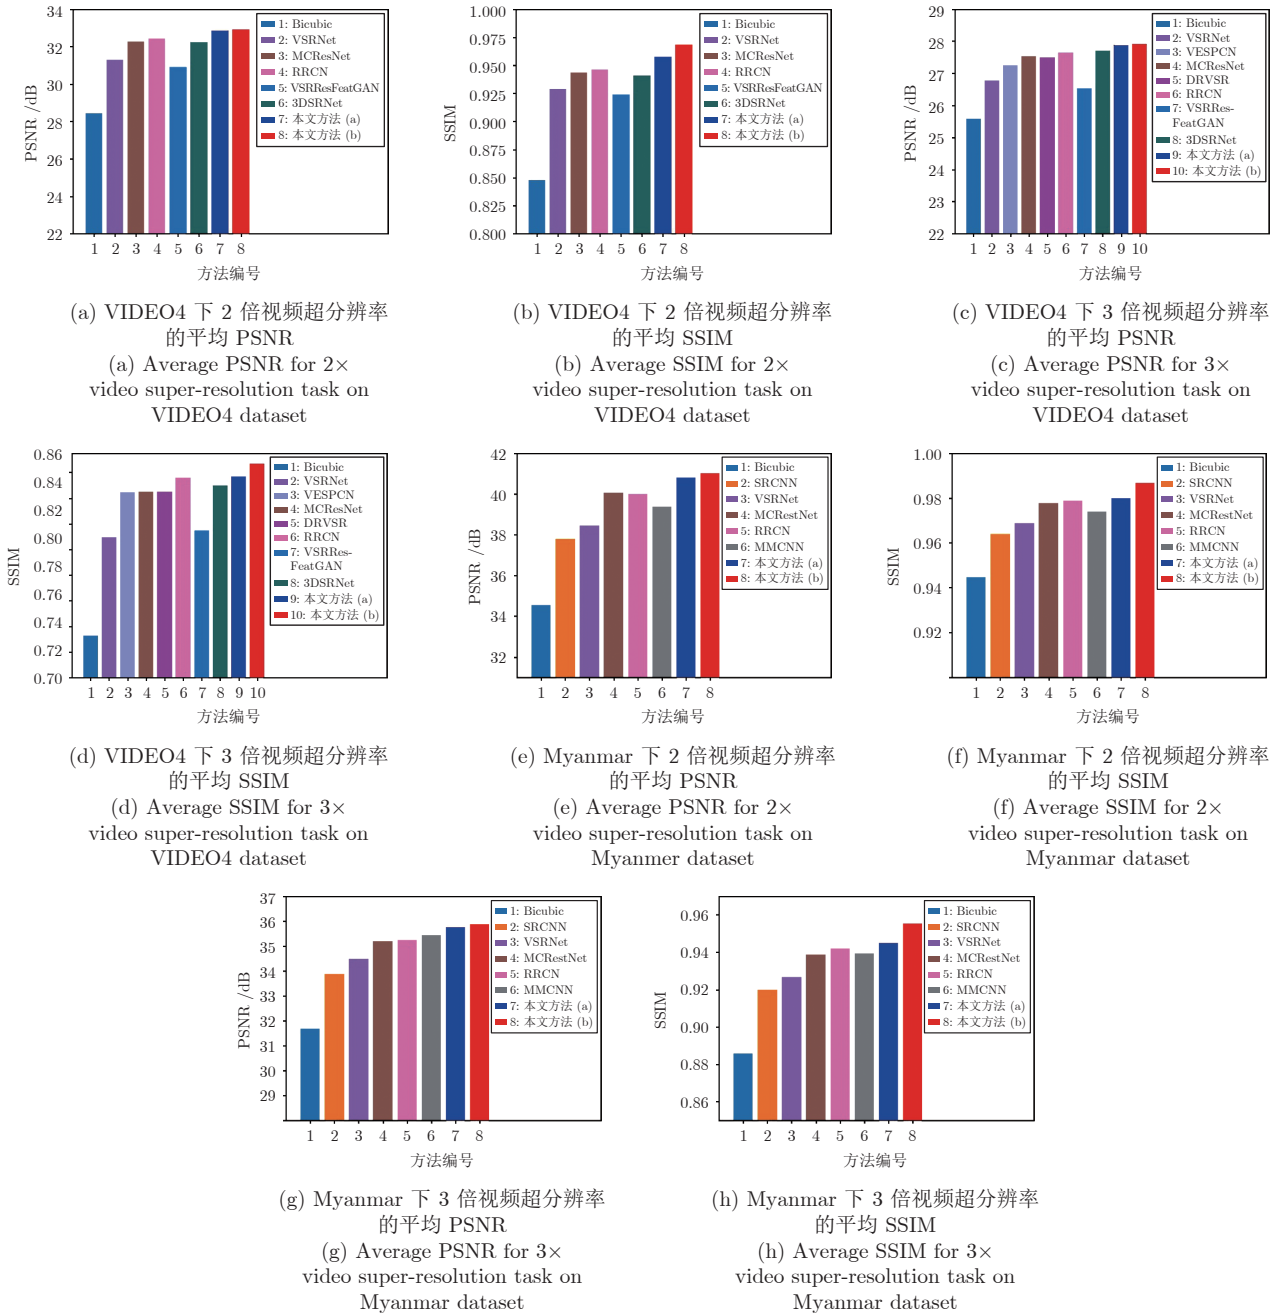 34
32
30
28
26
24
22
PSNR /dB
1: Bicubic
2: VSRNet
3: MCResNet
4: RRCN
5: VSRResFeatGAN
6: 3DSRNet
7: 本文方法 (a)
8: 本文方法 (b)
1 2 3 4 5 6 7 8
方法编号
(a) VIDEO4 下 2 倍视频超分辨率
的平均 PSNR
(a) Average PSNR for 2×
video super-resolution task on
VIDEO4 dataset
1.000
0.975
0.950
0.925
0.900
0.875
0.850
0.825
0.800
SSIM
1: Bicubic
2: VSRNet
3: MCResNet
4: RRCN
5: VSRResFeatGAN
6: 3DSRNet
7: 本文方法 (a)
8: 本文方法 (b)
1 2 3 4 5 6 7 8
方法编号
(b) VIDEO4 下 2 倍视频超分辨率
的平均 SSIM
(b) Average SSIM for 2×
video super-resolution task on
VIDEO4 dataset
29
28
27
26
25
24
23
22
PSNR /dB
1: Bicubic
2: VSRNet
3: VESPCN
4: MCResNet
5: DRVSR
6: RRCN
7: VSRRes-
FeatGAN
8: 3DSRNet
9: 本文方法 (a)
10: 本文方法 (b)
1 2 3 4 5 6 7 8 9 10
方法编号
(c) VIDEO4 下 3 倍视频超分辨率
的平均 PSNR
(c) Average PSNR for 3×
video super-resolution task on
VIDEO4 dataset
0.86
0.84
0.82
0.80
0.78
0.76
0.74
0.72
0.70
SSIM
1: Bicubic
2: VSRNet
3: VESPCN
4: MCResNet
5: DRVSR
6: RRCN
7: VSRRes-
FeatGAN
8: 3DSRNet
9: 本文方法 (a)
10: 本文方法 (b)
1 2 3 4 5 6 7 8 9 10
方法编号
(d) VIDEO4 下 3 倍视频超分辨率
的平均 SSIM
(d) Average SSIM for 3×
video super-resolution task on
VIDEO4 dataset
42
40
38
36
34
32
PSNR /dB
1: Bicubic
2: SRCNN
3: VSRNet
4: MCRestNet
5: RRCN
6: MMCNN
7: 本文方法 (a)
8: 本文方法 (b)
1 2 3 4 5 6 7 8
方法编号
(e) Myanmar 下 2 倍视频超分辨率
的平均 PSNR
(e) Average PSNR for 2×
video super-resolution task on
Myanmer dataset
1.00
0.98
0.96
0.94
0.92
SSIM
1: Bicubic
2: SRCNN
3: VSRNet
4: MCRestNet
5: RRCN
6: MMCNN
7: 本文方法 (a)
8: 本文方法 (b)
1 2 3 4 5 6 7 8
方法编号
(f) Myanmar 下 2 倍视频超分辨率
的平均 SSIM
(f) Average SSIM for 2×
video super-resolution task on
Myanmar dataset
37
36
35
34
33
32
31
30
29
PSNR /dB
1: Bicubic
2: SRCNN
3: VSRNet
4: MCRestNet
5: RRCN
6: MMCNN
7: 本文方法 (a)
8: 本文方法 (b)
1 2 3 4 5 6 7 8
方法编号
(g) Myanmar 下 3 倍视频超分辨率
的平均 PSNR
(g) Average PSNR for 3×
video super-resolution task on
Myanmar dataset
0.96
0.94
0.92
0.90
0.88
0.86
SSIM
1: Bicubic
2: SRCNN
3: VSRNet
4: MCRestNet
5: RRCN
6: MMCNN
7: 本文方法 (a)
8: 本文方法 (b)
1 2 3 4 5 6 7 8
方法编号
(h) Myanmar 下 3 倍视频超分辨率
的平均 SSIM
(h) Average SSIM for 3×
video super-resolution task on
Myanmar dataset